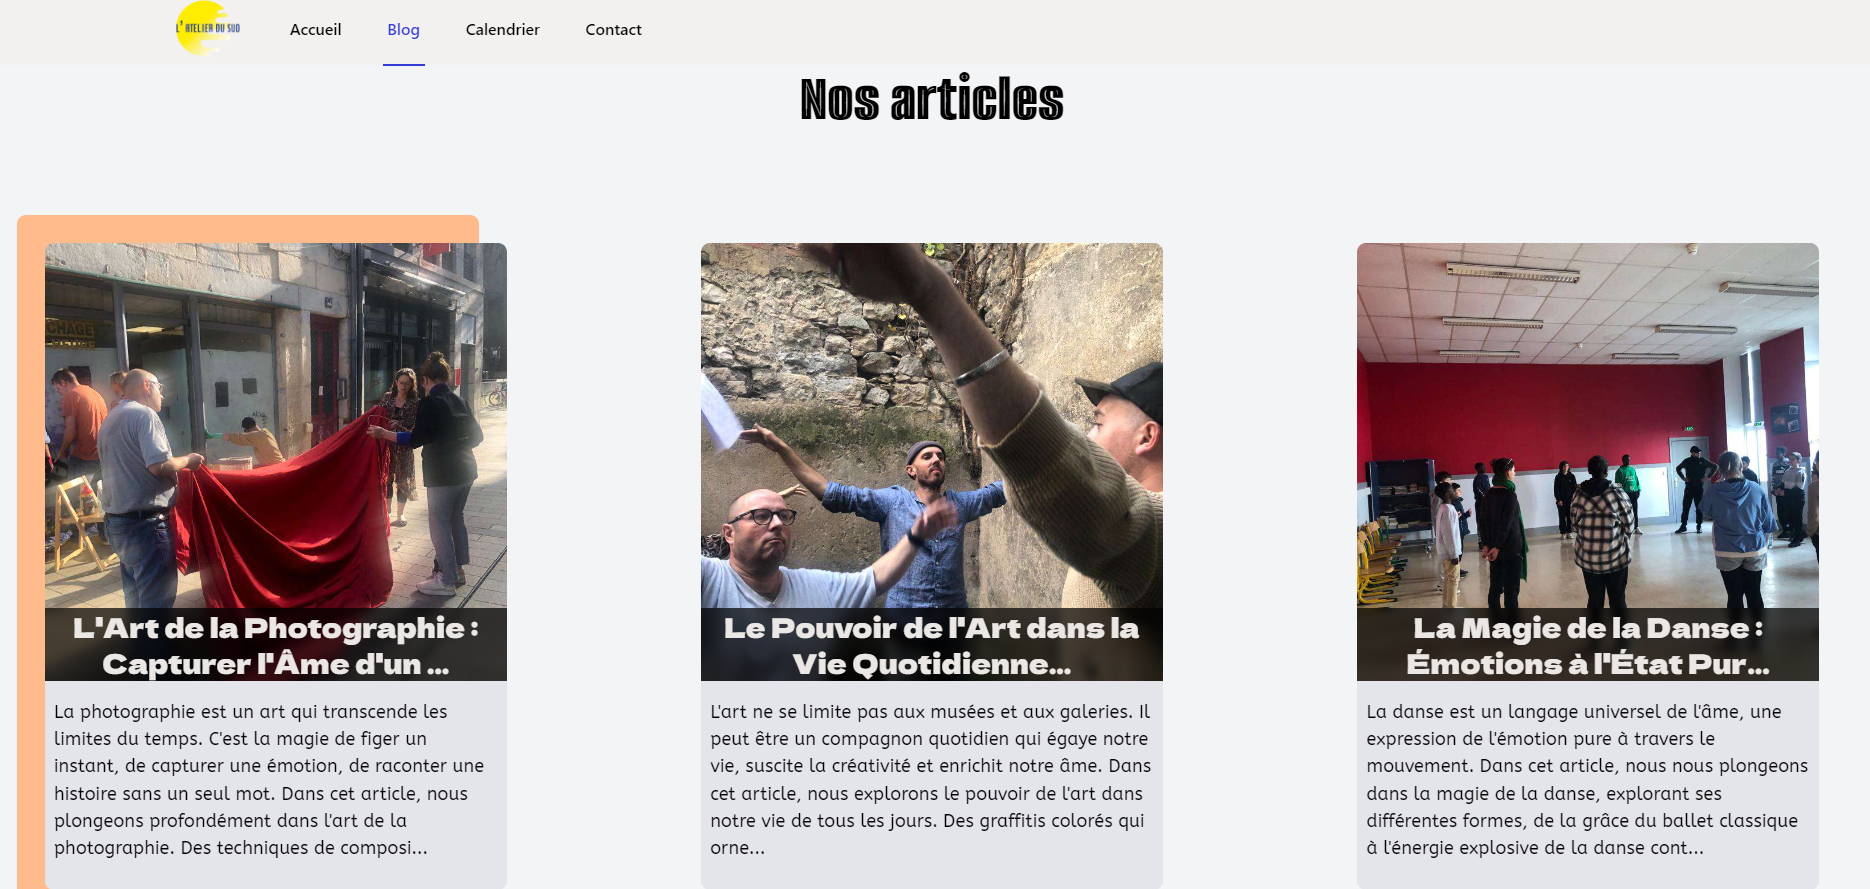 L'ATELIER DU SUD
Accueil
Blog
Calendrier
Contact
Nos articles
CHAGE
L'Art de la Photographie :
Capturer l'Âme d'un ...
La photographie est un art qui transcende les
limites du temps. C'est la magie de figer un
instant, de capturer une émotion, de raconter une
histoire sans un seul mot. Dans cet article, nous
plongeons profondément dans l'art de la
photographie. Des techniques de composi...
Le Pouvoir de l'Art dans la
Vie Quotidienne...
L'art ne se limite pas aux musées et aux galeries. Il
peut être un compagnon quotidien qui égaye notre
vie, suscite la créativité et enrichit notre âme. Dans
cet article, nous explorons le pouvoir de l'art dans
notre vie de tous les jours. Des graffitis colorés qui
orne...
La Magie de la Danse :
Émotions à l'État Pur...
La danse est un langage universel de l'âme, une
expression de l'émotion pure à travers le
mouvement. Dans cet article, nous nous plongeons
dans la magie de la danse, explorant ses
différentes formes, de la grâce du ballet classique
à l'énergie explosive de la danse cont...